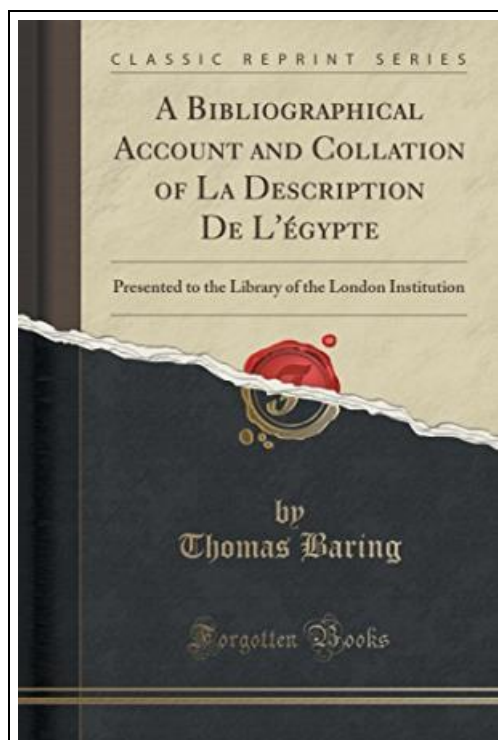 CLASSIC REPRINT SERIES
A BIBLIOGRAPHICAL
ACCOUNT AND COLLATION
OF LA DESCRIPTION
DE L'ÉGYPTE
Presented to the Library of the London Institution
by
Thomas Baring
Forgotten Books